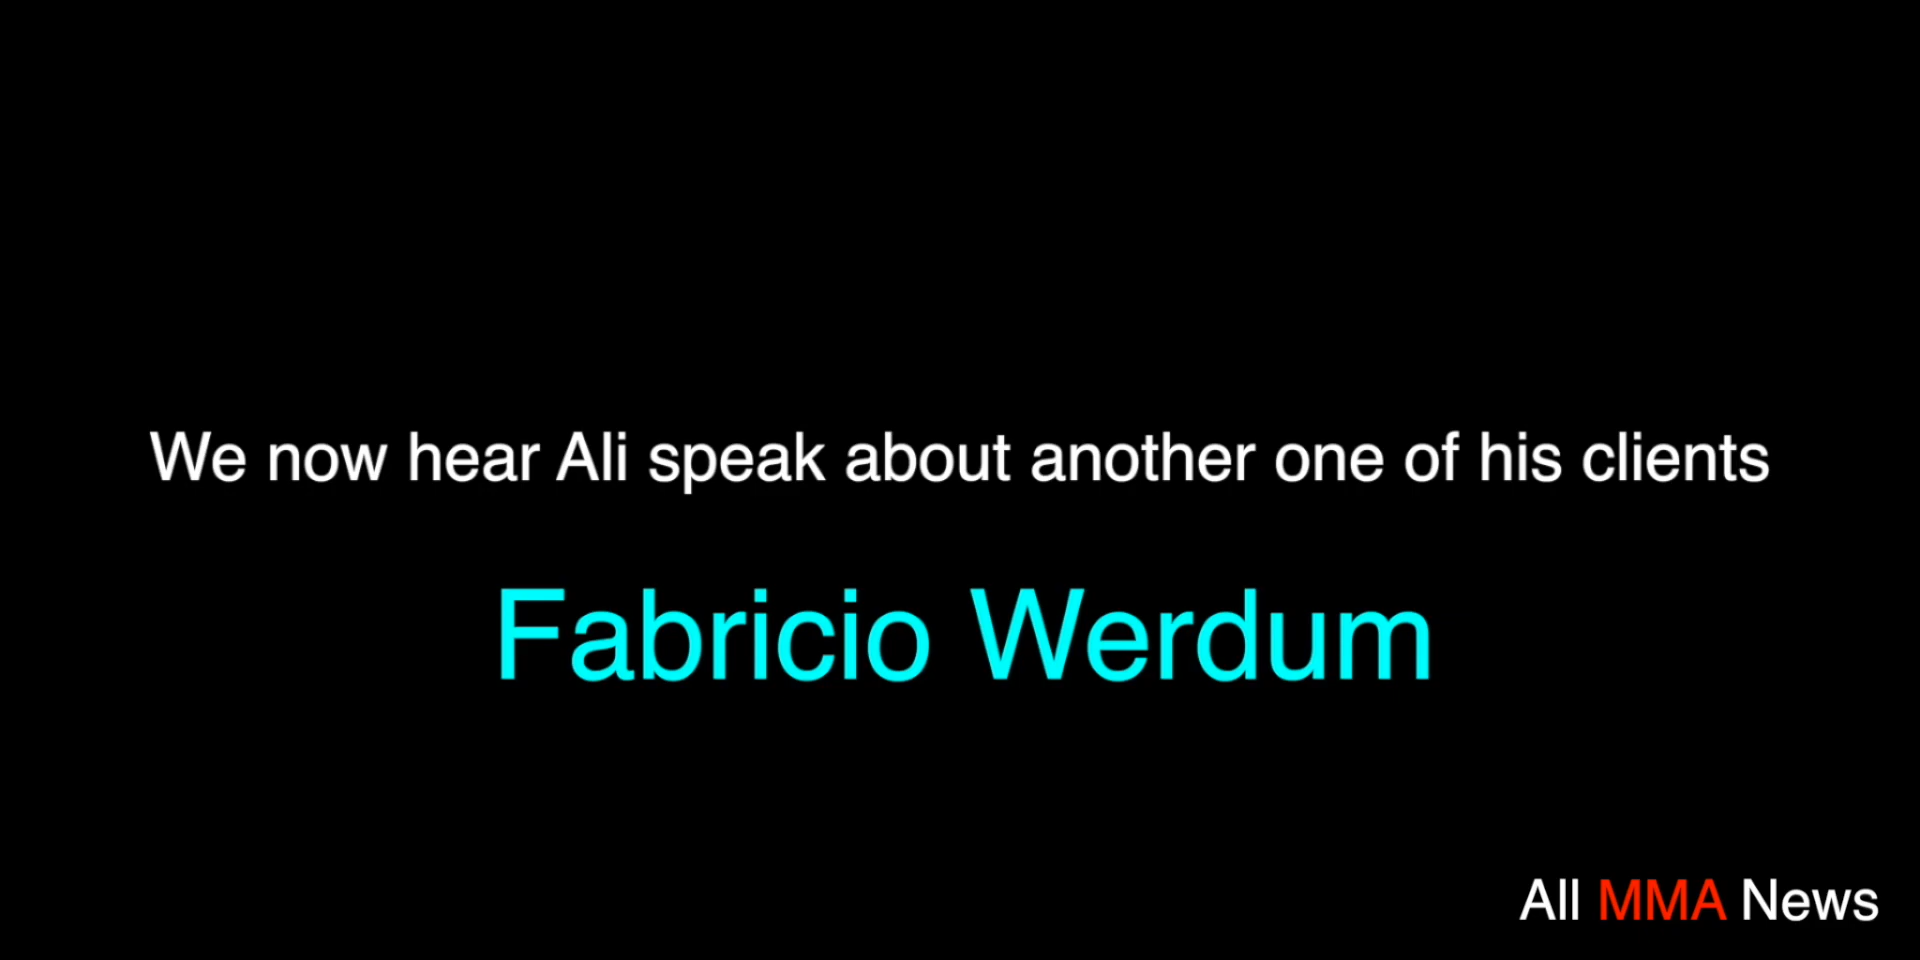 We now hear Ali speak about another one of his clients
Fabricio Werdum
All MMA News